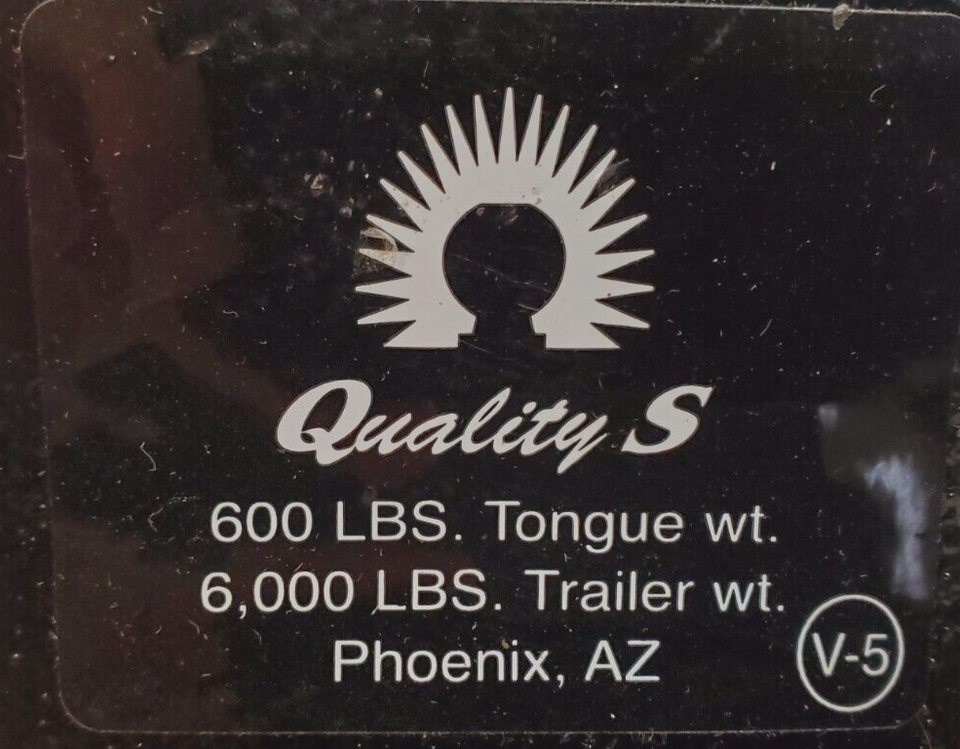 Quality S
600 LBS. Tongue wt.
6,000 LBS. Trailer wt.
Phoenix, AZ
V-5